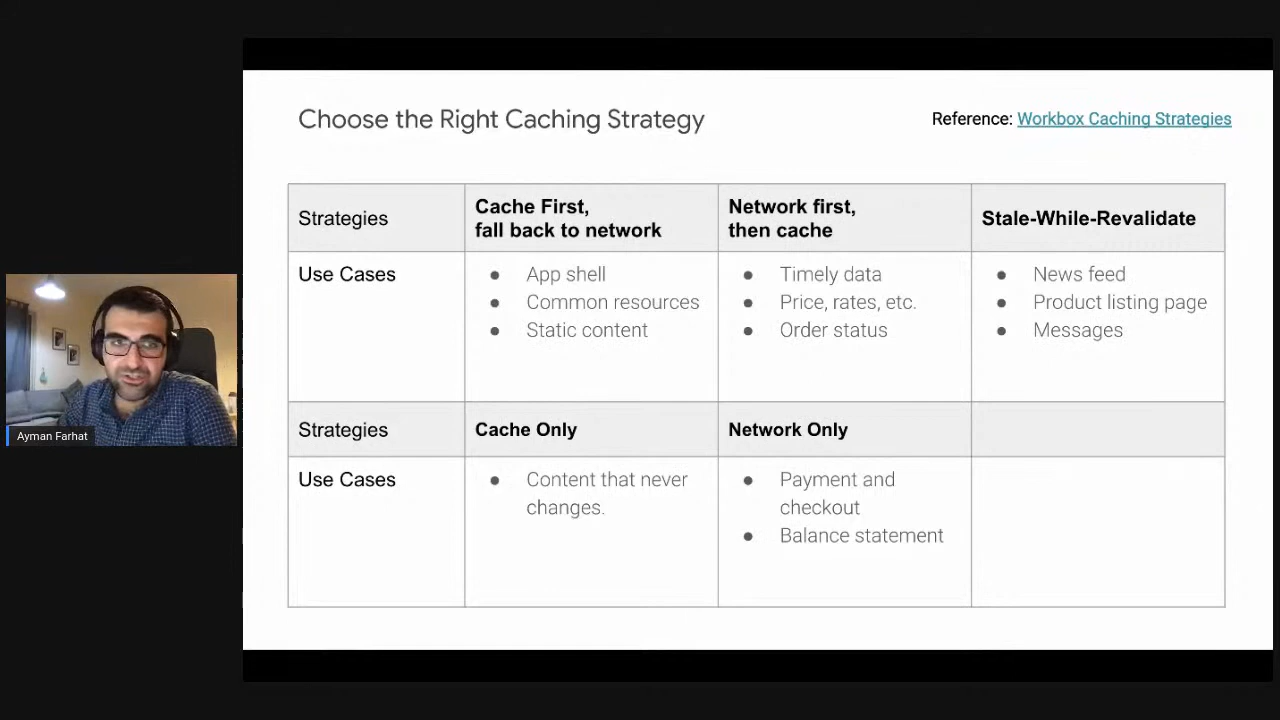 Choose the Right Caching Strategy
Reference: Workbox Caching Strategies
Strategies
Cache First,
fall back to network
Network first,
then cache
Stale-While-Revalidate
Use Cases
● App shell
● Common resources
● Static content
● Timely data
● Price, rates, etc.
● Order status
● News feed
● Product listing page
● Messages
Strategies
Cache Only
Network Only
Use Cases
● Content that never
changes.
● Payment and
checkout
● Balance statement
Ayman Farhat